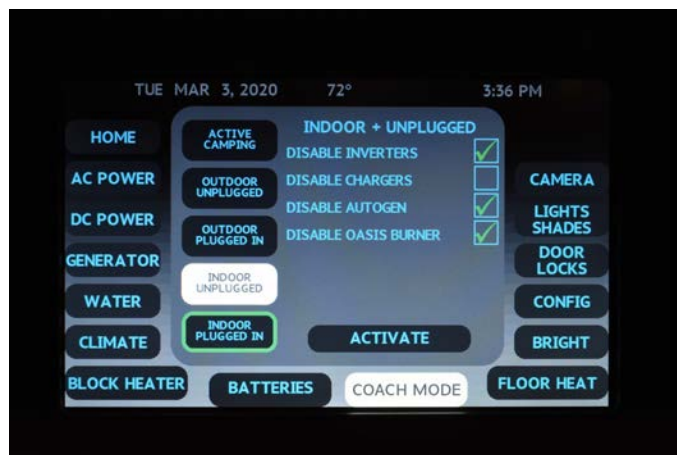 TUE MAR 3, 2020 72° 3:36 PM
HOME
AC POWER
DC POWER
GENERATOR
WATER
CLIMATE
BLOCK HEATER
ACTIVE
CAMPING
OUTDOOR
UNPLUGGED
OUTDOOR
PLUGGED IN
INDOOR
UNPLUGGED
INDOOR
PLUGGED IN
INDOOR + UNPLUGGED
DISABLE INVERTERS
DISABLE CHARGERS
DISABLE AUTOGEN
DISABLE OASIS BURNER
ACTIVATE
CAMERA
LIGHTS
SHADES
DOOR
LOCKS
CONFIG
BRIGHT
FLOOR HEAT
BATTERIES
COACH MODE